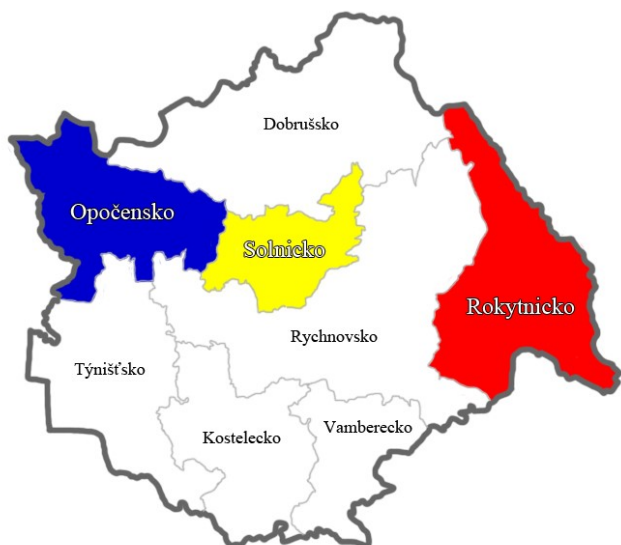 Dobrušsko
Opočensko
Solnicko
Rokytnicko
Rychnovsko
Týnišťsko
Vamberecko
Kostelecko